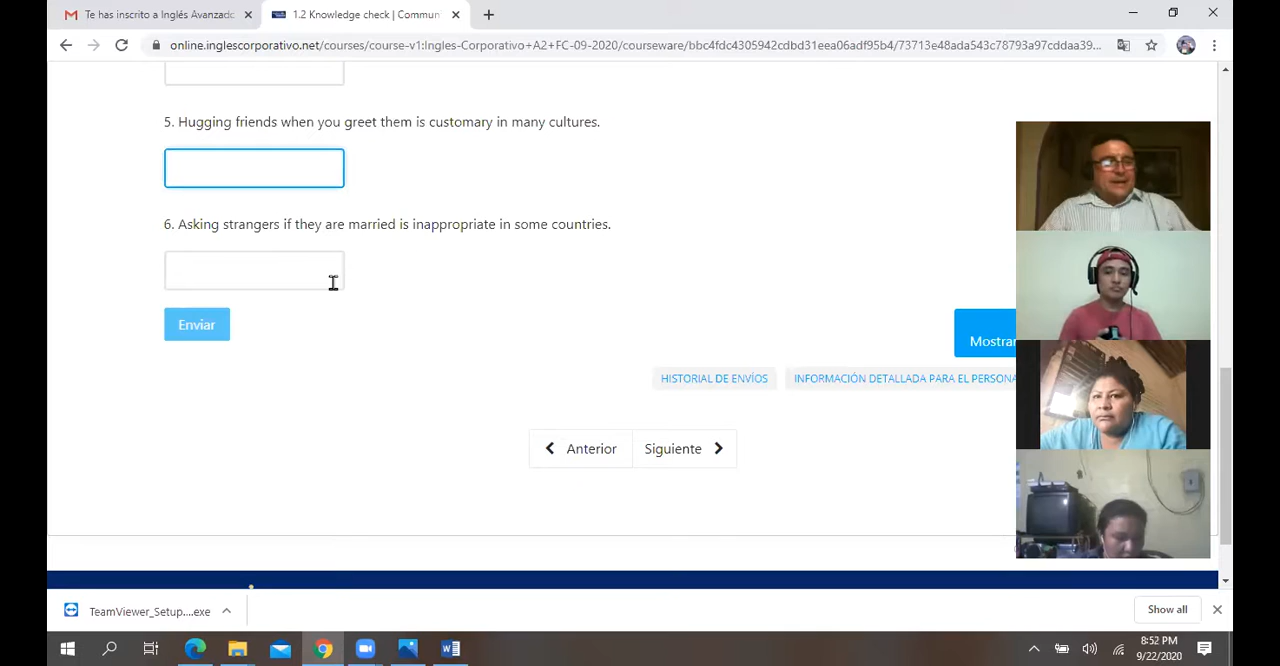 Te has inscrito a Inglés Avanzado
1.2 Knowledge check | Commun
online.inglescorporativo.net/courses/course-v1:Ingles-Corporativo+A2+FC-09-2020/courseware/bbc4fdc4305942cdbd31eea06adf95b4/73713e48ada543c78793a97cddaa39...
5. Hugging friends when you greet them is customary in many cultures.
6. Asking strangers if they are married is inappropriate in some countries.
Enviar
Mostrar
HISTORIAL DE ENVÍOS
INFORMACIÓN DETALLADA PARA EL PERSONA
Anterior
Siguiente
TeamViewer_Setup....exe
Show all
8:52 PM
9/22/2020